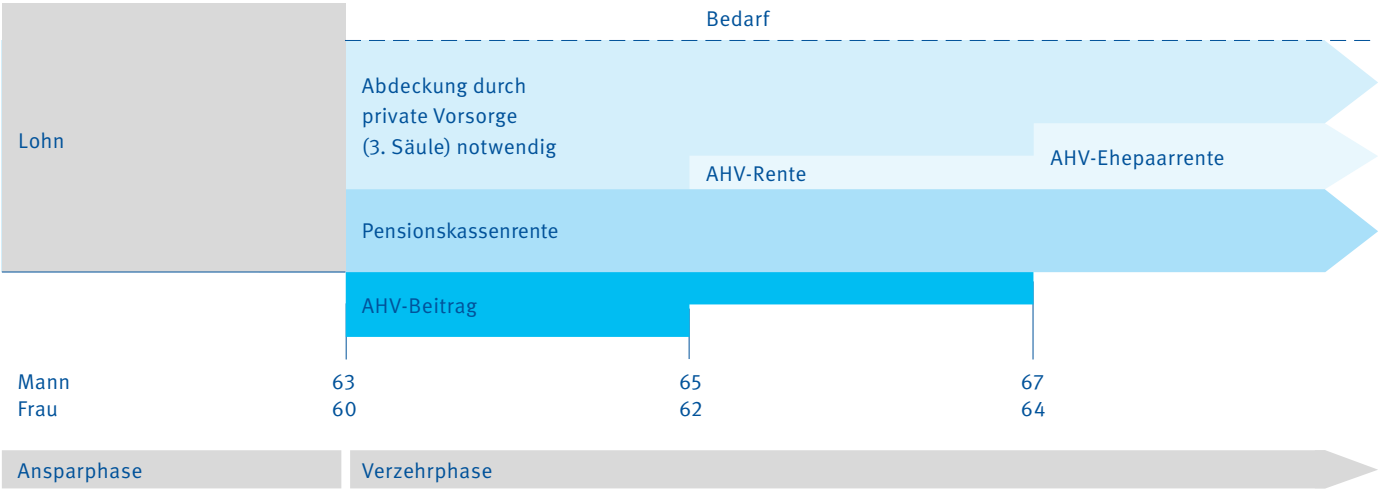 Bedarf
Lohn
Abdeckung durch
private Vorsorge
(3. Säule) notwendig
AHV-Rente
AHV-Ehepaarrente
Pensionskassenrente
AHV-Beitrag
Mann 63 65 67
Frau 60 62 64
Ansparphase Verzehrphase